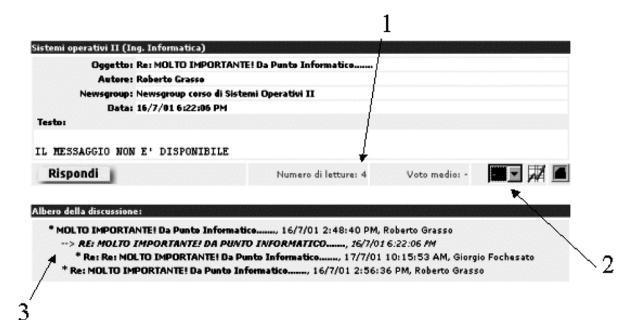 1
Sistemi operativi II (Ing. Informatica)
Oggetto: Re: MOLTO IMPORTANTE! Da Punto Informatico.......
Autore: Roberto Grasso
Newsgroup: Newsgroup corso di Sistemi Operativi II
Data: 16/7/01 6:22:06 PM
Testo:
IL MESSAGGIO NON E' DISPONIBILE
Rispondi Numero di letture: 4 Voto medio: - -
2
Albero della discussione:
* MOLTO IMPORTANTE! Da Punto Informatico......., 16/7/01 2:48:40 PM, Roberto Grasso
--> RE: MOLTO IMPORTANTE! DA PUNTO INFORMATICO......., 16/7/01 6:22:06 PM
* Re: Re: MOLTO IMPORTANTE! Da Punto Informatico......., 17/7/01 10:15:53 AM, Giorgio Fochesato
* Re: MOLTO IMPORTANTE! Da Punto Informatico......., 16/7/01 2:56:36 PM, Roberto Grasso
3